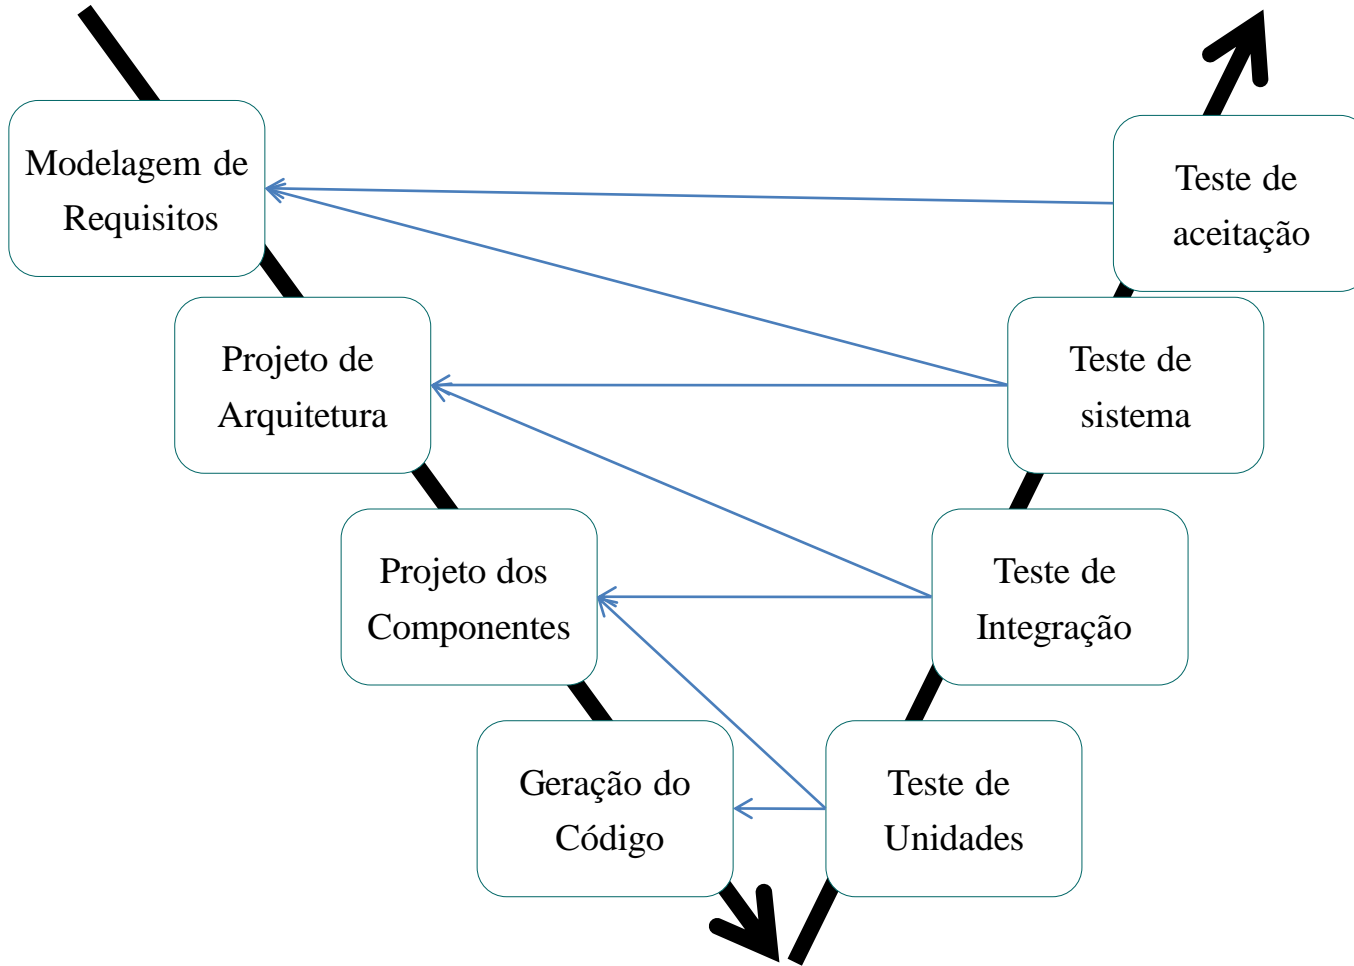 Modelagem de
Requisitos
Teste de
aceitação
Projeto de
Arquitetura
Teste de
sistema
Projeto dos
Componentes
Teste de
Integração
Geração do
Código
Teste de
Unidades